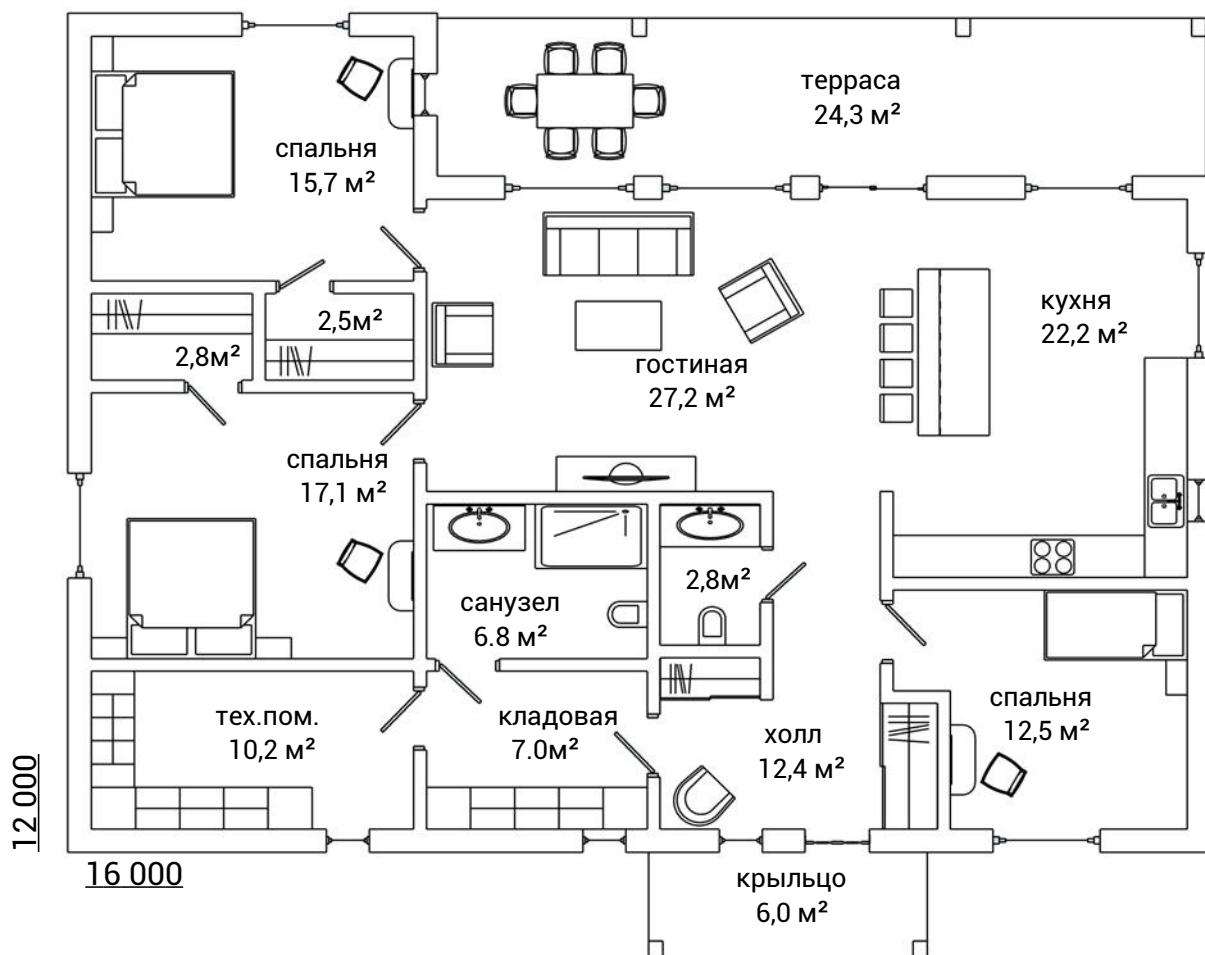 терраса
24,3 м²
спальня
15,7 м²
2,5м²
2,8м²
кухня
22,2 м²
гостиная
27,2 м²
спальня
17,1 м²
2,8м²
санузел
6.8 м²
тех.пом.
10,2 м²
кладовая
7.0м²
холл
12,4 м²
спальня
12,5 м²
12 000
16 000
крыльцо
6,0 м²